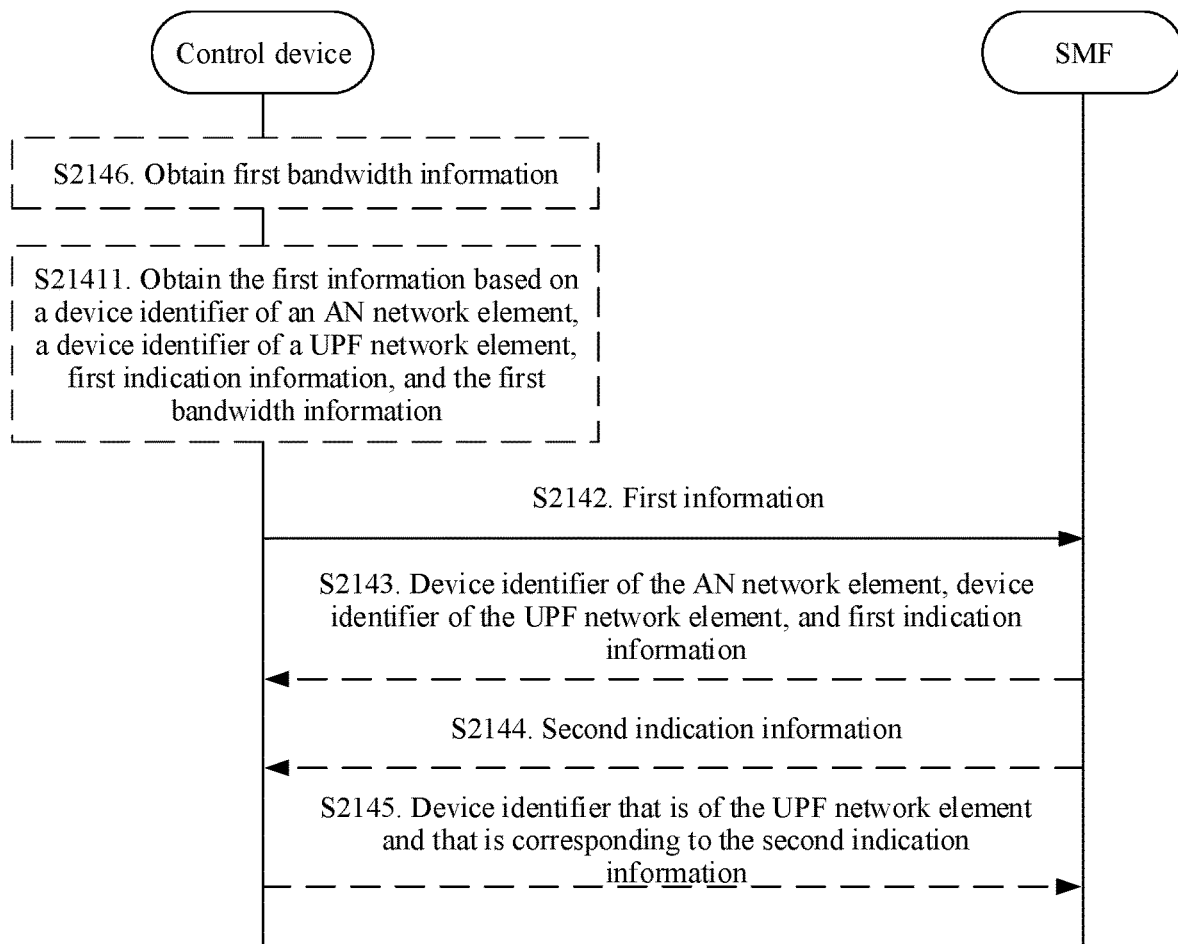 Control device
SMF
S2146. Obtain first bandwidth information
S21411. Obtain the first information based on
a device identifier of an AN network element,
a device identifier of a UPF network element,
first indication information, and the first
bandwidth information
S2142. First information
S2143. Device identifier of the AN network element, device
identifier of the UPF network element, and first indication
information
S2144. Second indication information
S2145. Device identifier that is of the UPF network element
and that is corresponding to the second indication
information